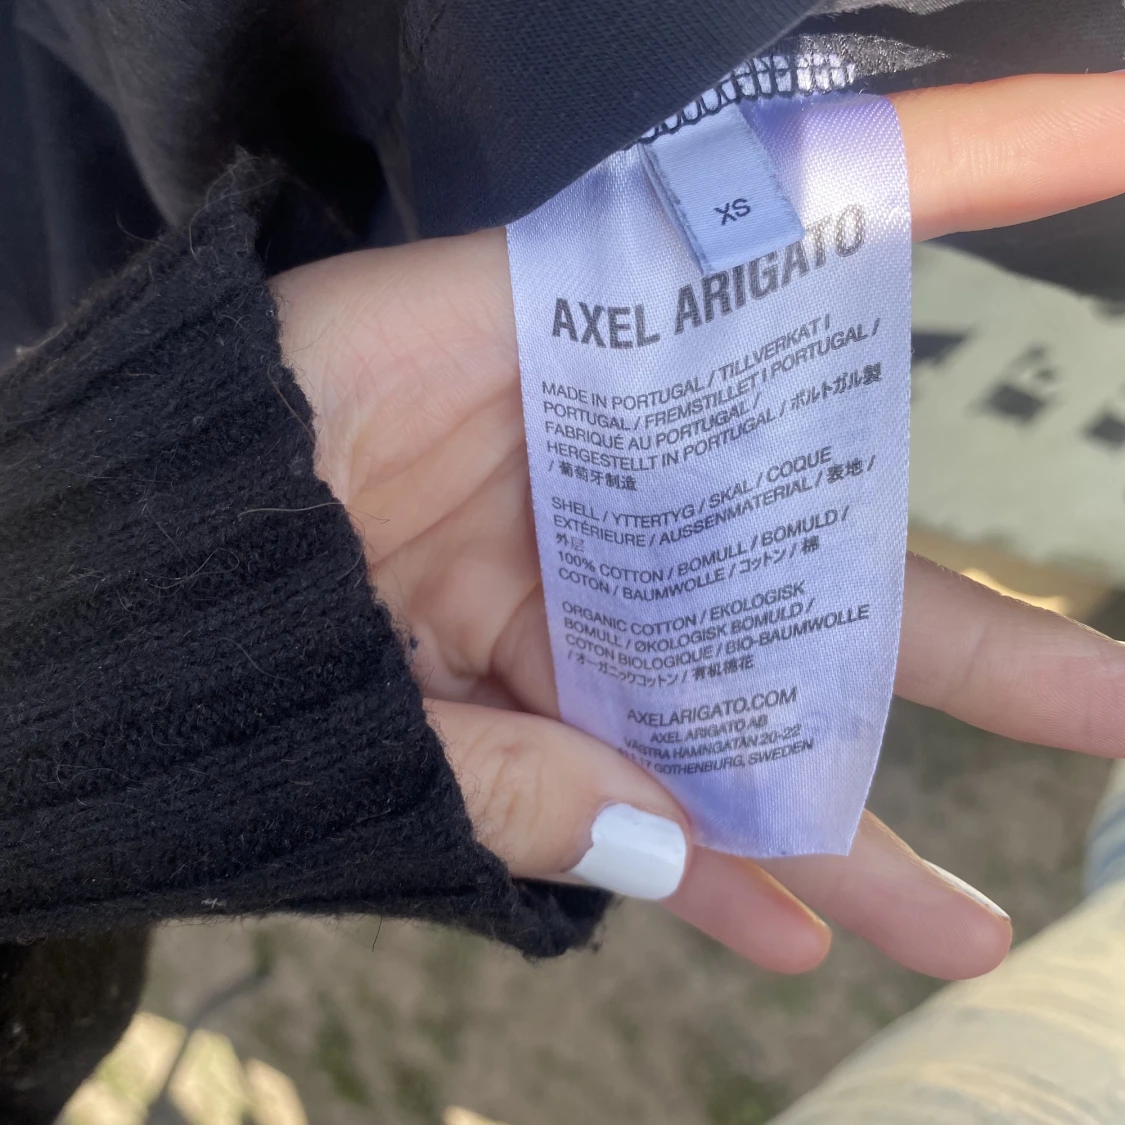 XS
AXEL ARIGATO
MADE IN PORTUGAL / TILLVERKAT I
PORTUGAL / FREMSTILLET I PORTUGAL /
FABRIQUÉ AU PORTUGAL /
HERGESTELLT IN PORTUGAL / ポルトガル製
/ 葡萄牙制造
SHELL / YTTERTYG / SKAL / COQUE
EXTÉRIEURE / AUSSENMATERIAL / 表地 /
外层
100% COTTON / BOMULL / BOMULD /
COTON / BAUMWOLLE / コットン / 棉
ORGANIC COTTON / EKOLOGISK
BOMULL / ØKOLOGISK BOMULD /
COTON BIOLOGIQUE / BIO-BAUMWOLLE
/ オーガニックコットン / 有机棉花
AXELARIGATO.COM
AXEL ARIGATO AB
VÄSTRA HAMNGATAN 20-22
GOTHENBURG, SWEDEN